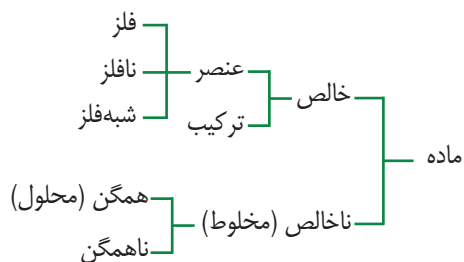 ماده
خالص
عنصر
فلز
نافلز
شبه‌فلز
ترکیب
ناخالص (مخلوط)
همگن (محلول)
ناهمگن